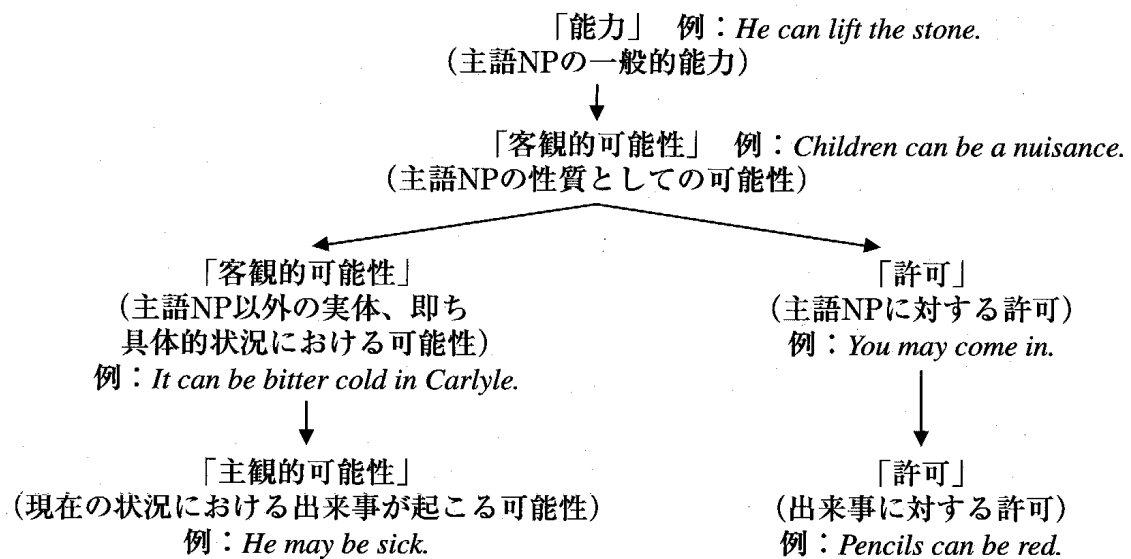 「能力」 例：He can lift the stone.
（主語NPの一般的能力）
「客観的可能性」 例：Children can be a nuisance.
（主語NPの性質としての可能性）
「客観的可能性」
（主語NP以外の実体、即ち
具体的状況における可能性）
例：It can be bitter cold in Carlyle.
「許可」
（主語NPに対する許可）
例：You may come in.
「主観的可能性」
（現在の状況における出来事が起こる可能性）
例：He may be sick.
「許可」
（出来事に対する許可）
例：Pencils can be red.